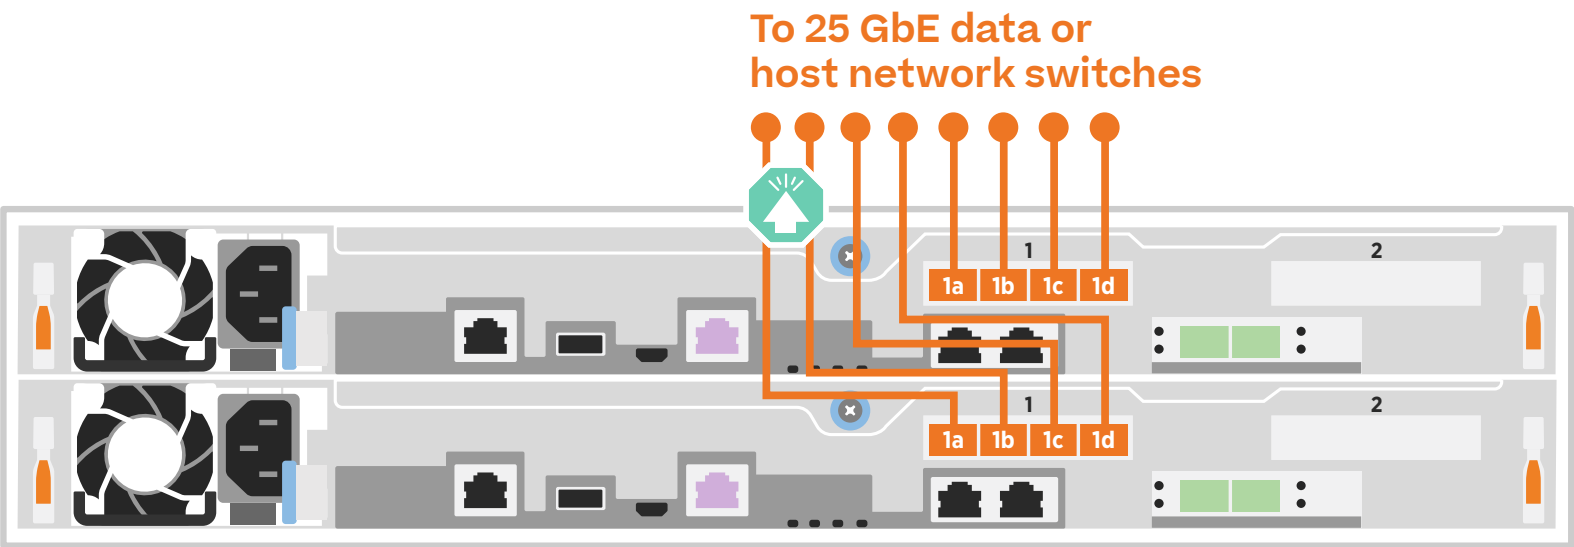 To 25 GbE data or
host network switches
1
2
1a 1b 1c 1d
1
2
1a 1b 1c 1d